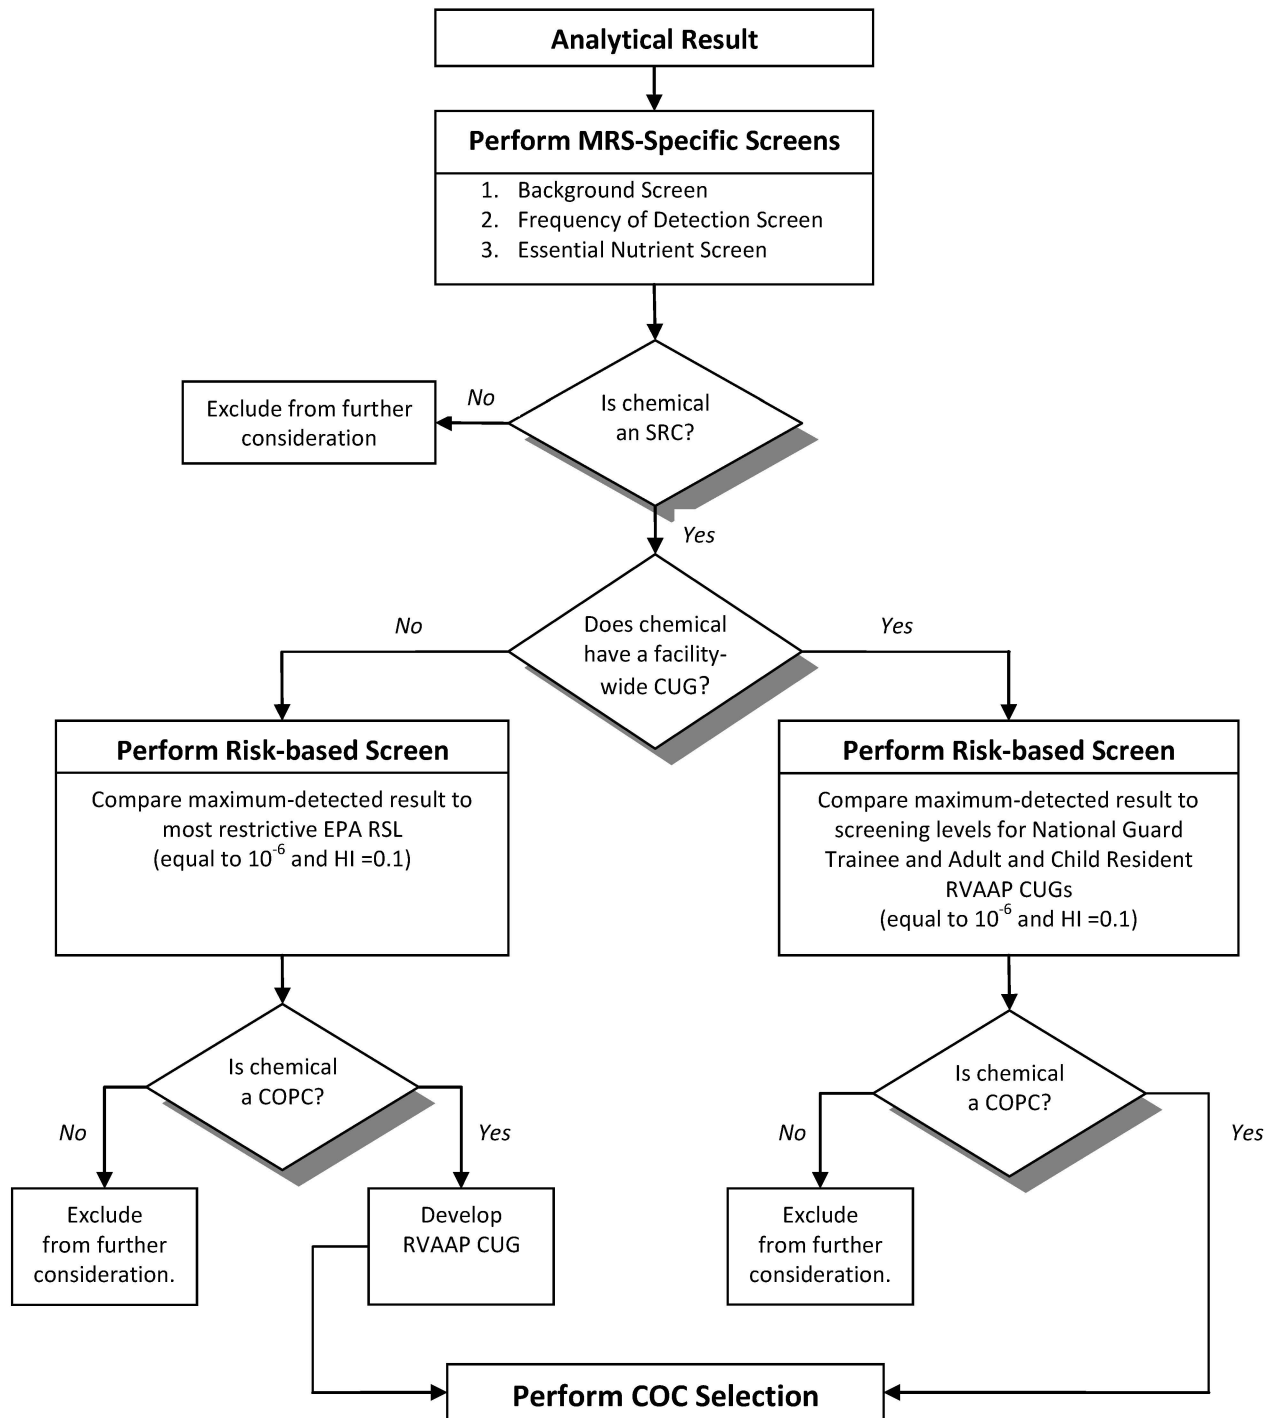 Analytical Result
Perform MRS-Specific Screens
1. Background Screen
2. Frequency of Detection Screen
3. Essential Nutrient Screen
Is chemical
an SRC?
No
Exclude from further
consideration
Yes
Does chemical
have a facility-
wide CUG?
No
Yes
Perform Risk-based Screen
Compare maximum-detected result to
most restrictive EPA RSL
(equal to 10⁻⁶ and HI =0.1)
Perform Risk-based Screen
Compare maximum-detected result to
screening levels for National Guard
Trainee and Adult and Child Resident
RVAAP CUGs
(equal to 10⁻⁶ and HI =0.1)
Is chemical
a COPC?
No
Yes
Exclude
from further
consideration.
Develop
RVAAP CUG
Is chemical
a COPC?
No
Yes
Exclude
from further
consideration.
Perform COC Selection